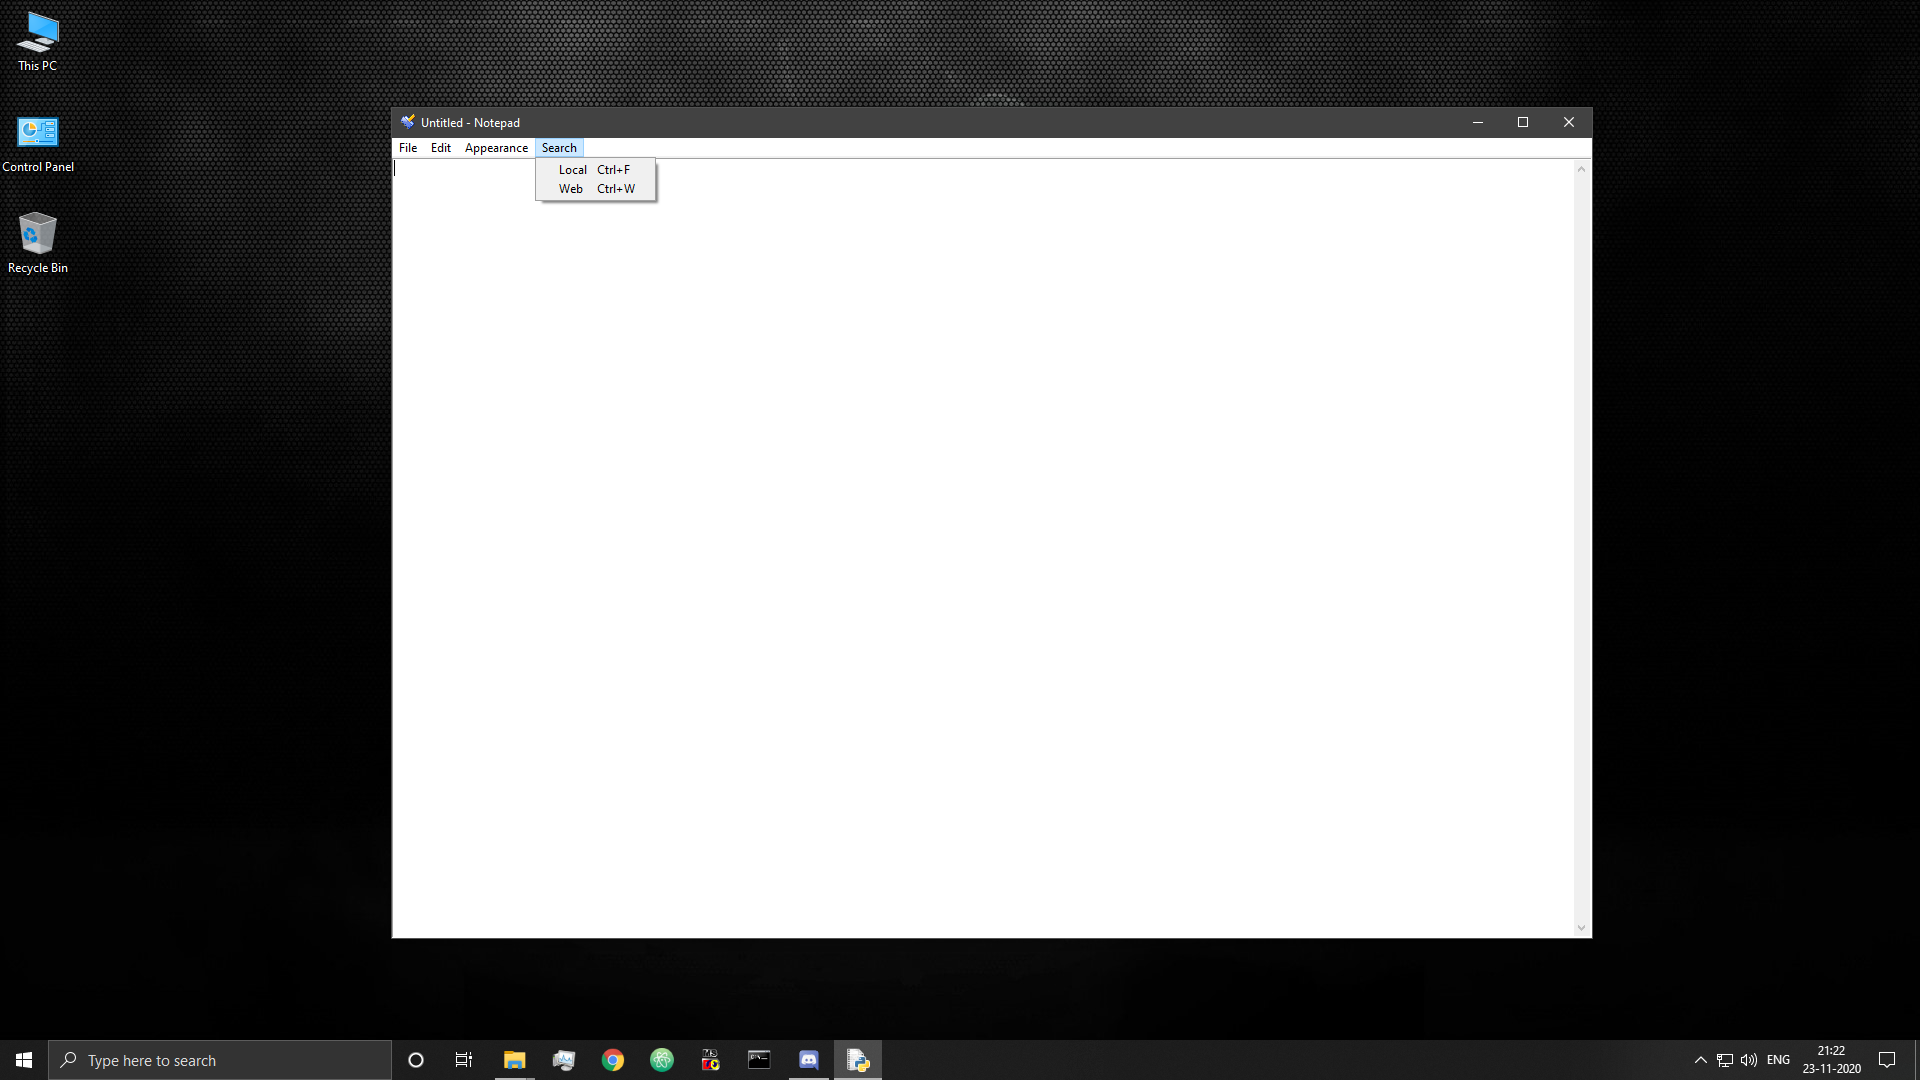 This PC
Control Panel
Recycle Bin
Untitled - Notepad
File Edit Appearance Search
Local Ctrl+F
Web Ctrl+W
Type here to search
ENG
21:22
23-11-2020